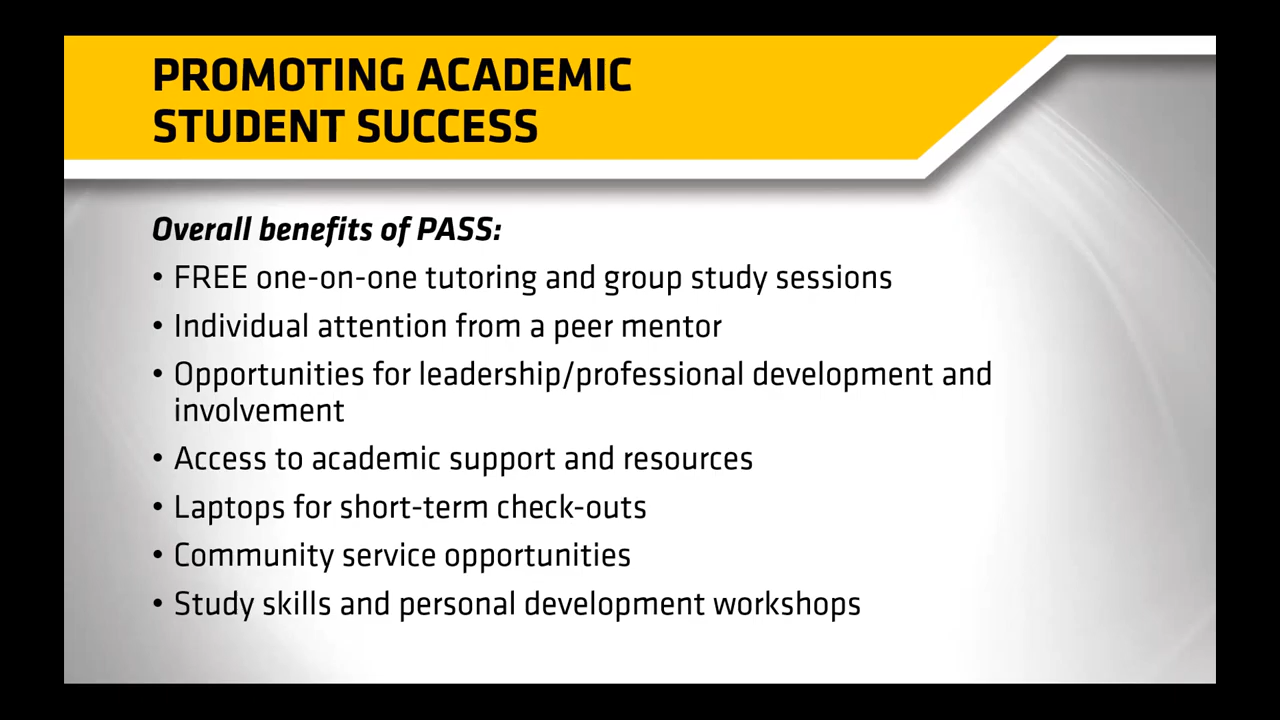 PROMOTING ACADEMIC
STUDENT SUCCESS
Overall benefits of PASS:
• FREE one-on-one tutoring and group study sessions
• Individual attention from a peer mentor
• Opportunities for leadership/professional development and
involvement
• Access to academic support and resources
• Laptops for short-term check-outs
• Community service opportunities
• Study skills and personal development workshops